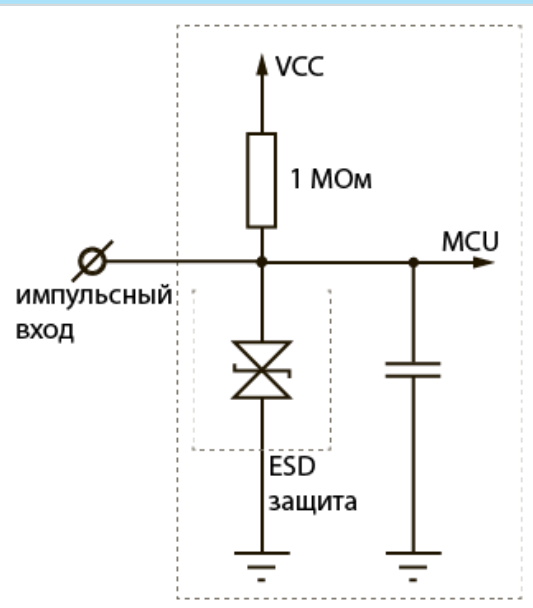 VCC
1 МОм
MCU
импульсный
вход
ESD
защита